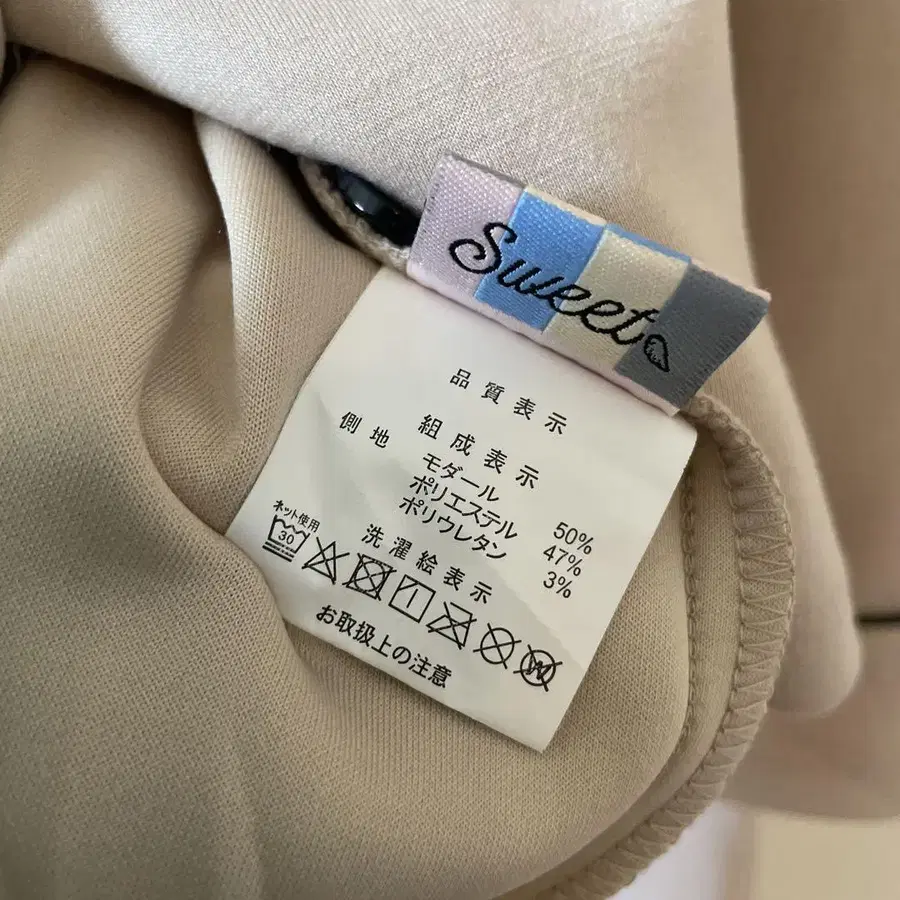 Sweet
品質表示
組成表示
側地
モダール 50%
ポリエステル 47%
ポリウレタン 3%
洗濯絵表示
ネット使用
30
W
お取扱上の注意